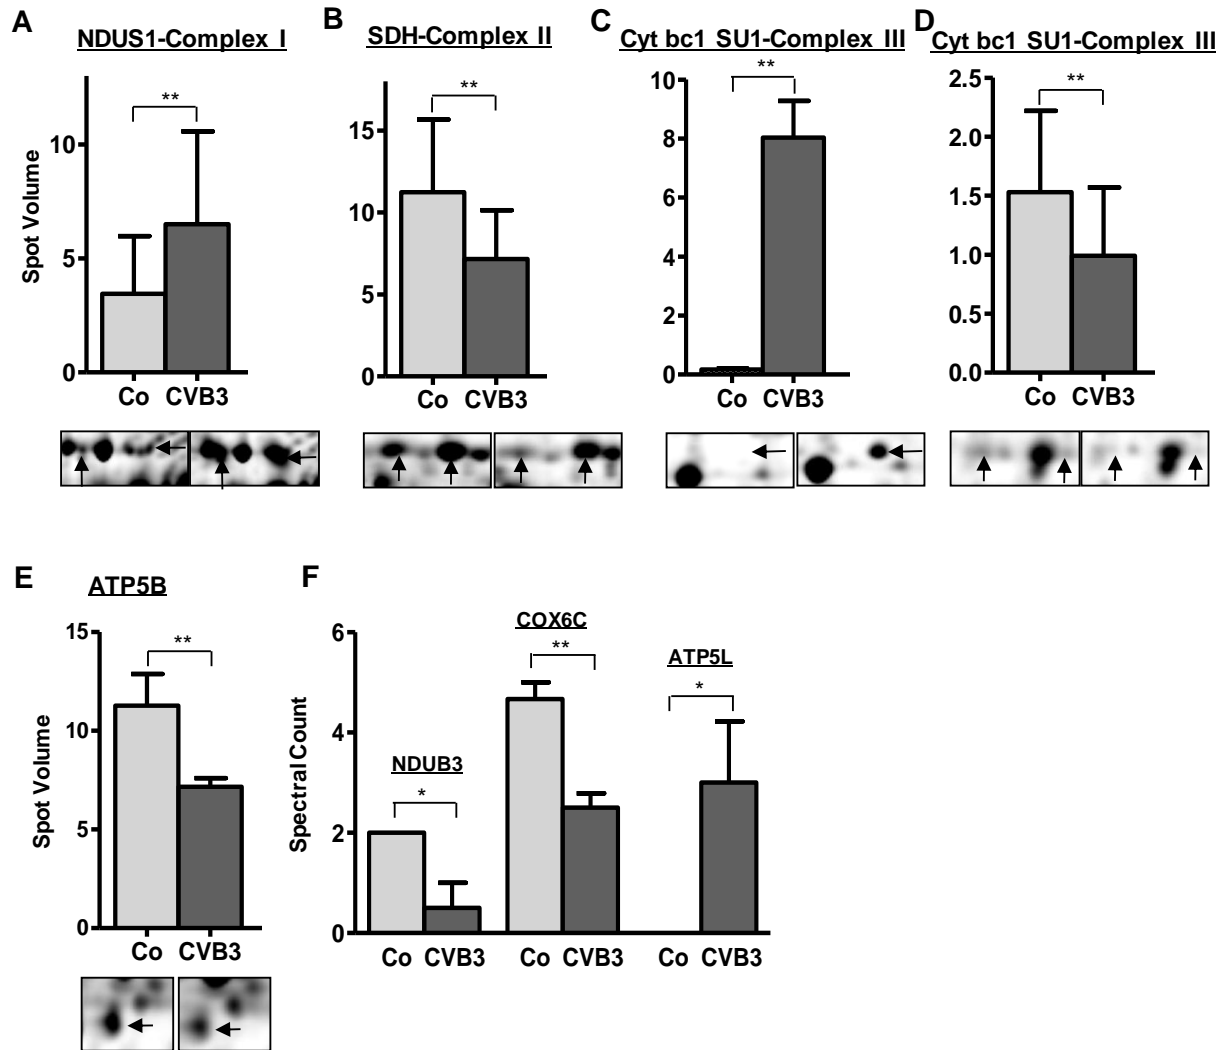 A
NDUS1-Complex I
Spot Volume
10
5
0
**
Co CVB3
B
SDH-Complex II
15
10
5
0
**
Co CVB3
C
Cyt bc1 SU1-Complex III
10
8
6
4
2
0
**
Co CVB3
D
Cyt bc1 SU1-Complex III
2.5
2.0
1.5
1.0
0.5
0.0
**
Co CVB3
E
ATP5B
Spot Volume
15
10
5
0
**
Co CVB3
F
Spectral Count
6
4
2
0
NDUB3
*
COX6C
**
ATP5L
*
Co CVB3 Co CVB3 Co CVB3